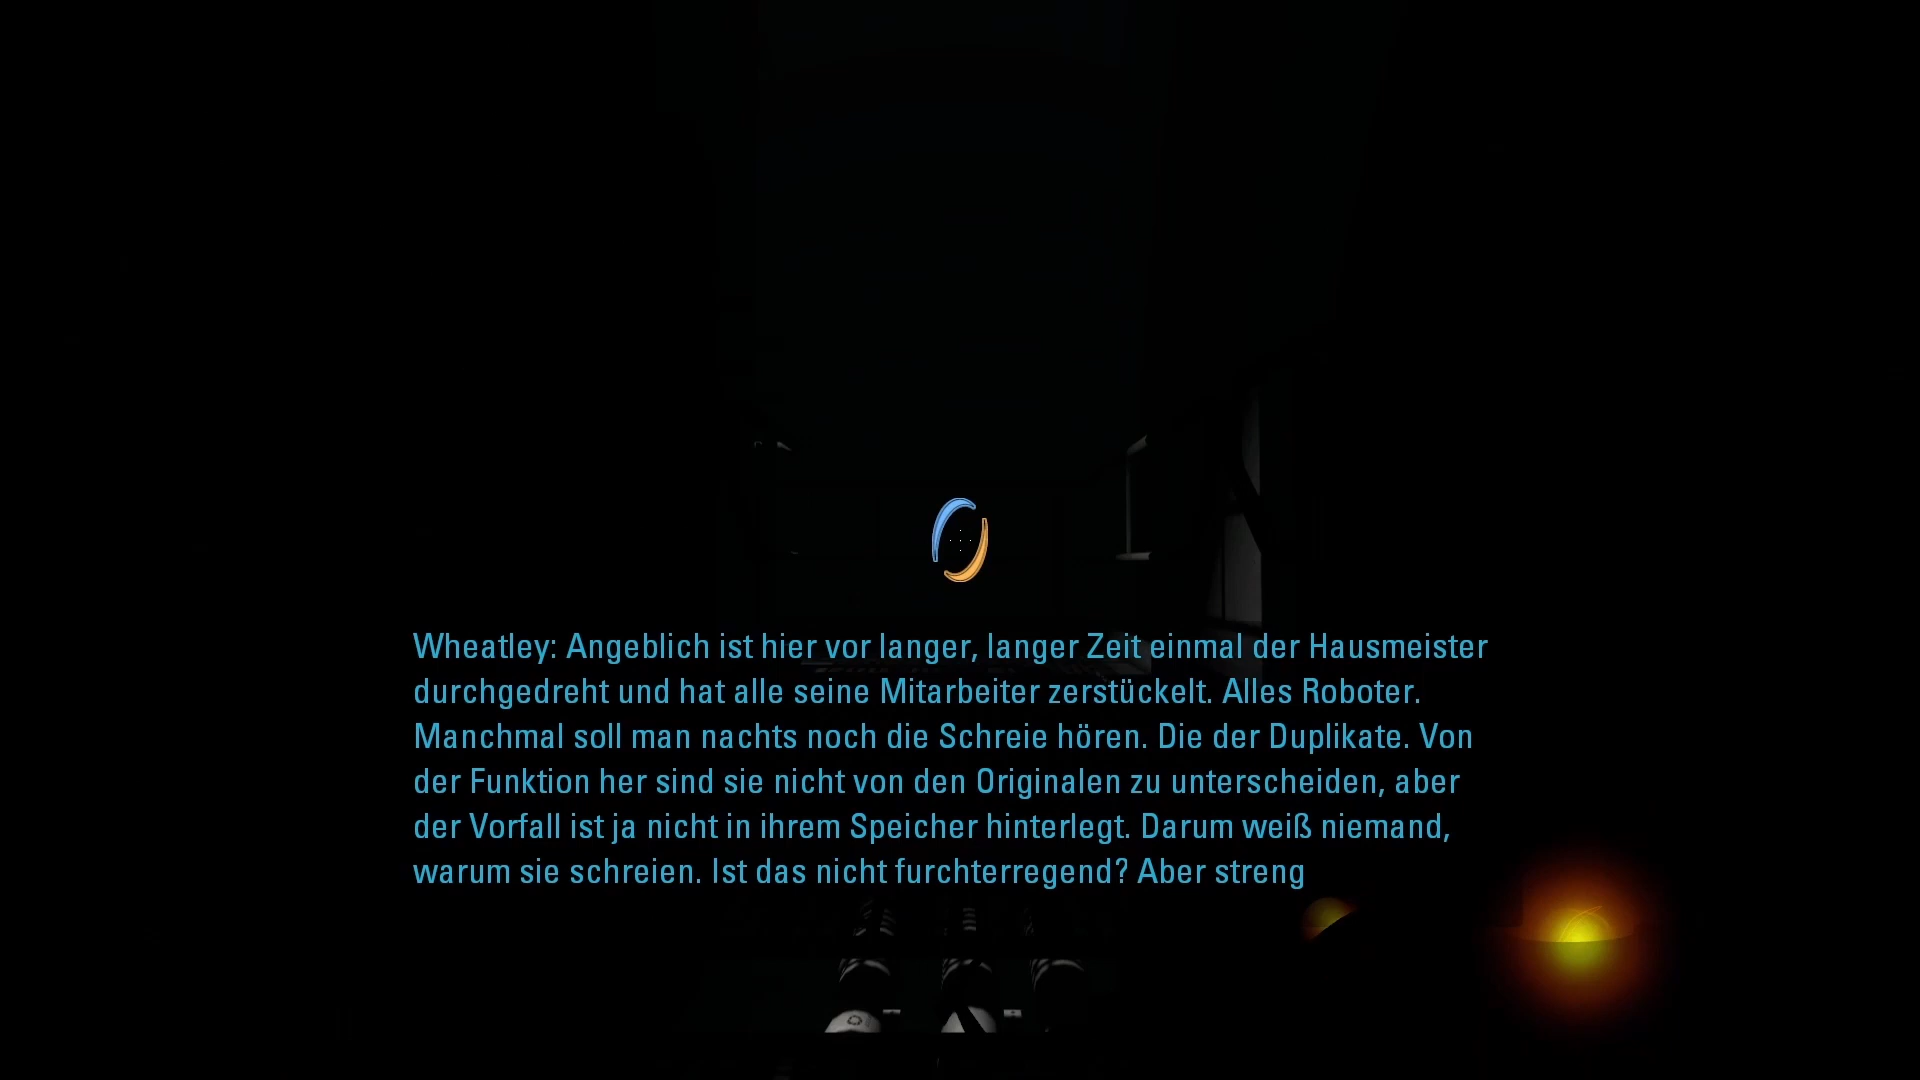 Wheatley: Angeblich ist hier vor langer, langer Zeit einmal der Hausmeister
durchgedreht und hat alle seine Mitarbeiter zerstückelt. Alles Roboter.
Manchmal soll man nachts noch die Schreie hören. Die der Duplikate. Von
der Funktion her sind sie nicht von den Originalen zu unterscheiden, aber
der Vorfall ist ja nicht in ihrem Speicher hinterlegt. Darum weiß niemand,
warum sie schreien. Ist das nicht furchterregend? Aber streng